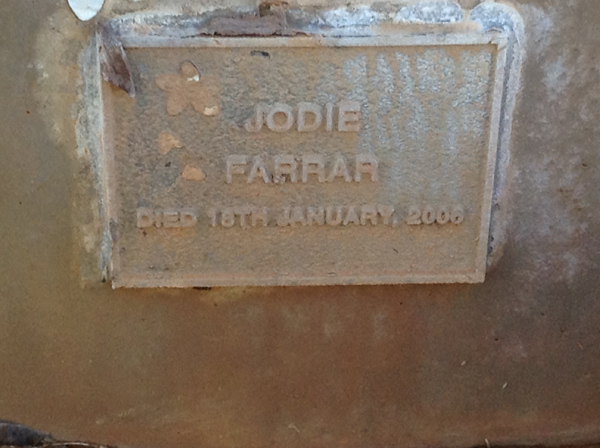 JODIE
FARRAR
DIED 18TH JANUARY, 2006